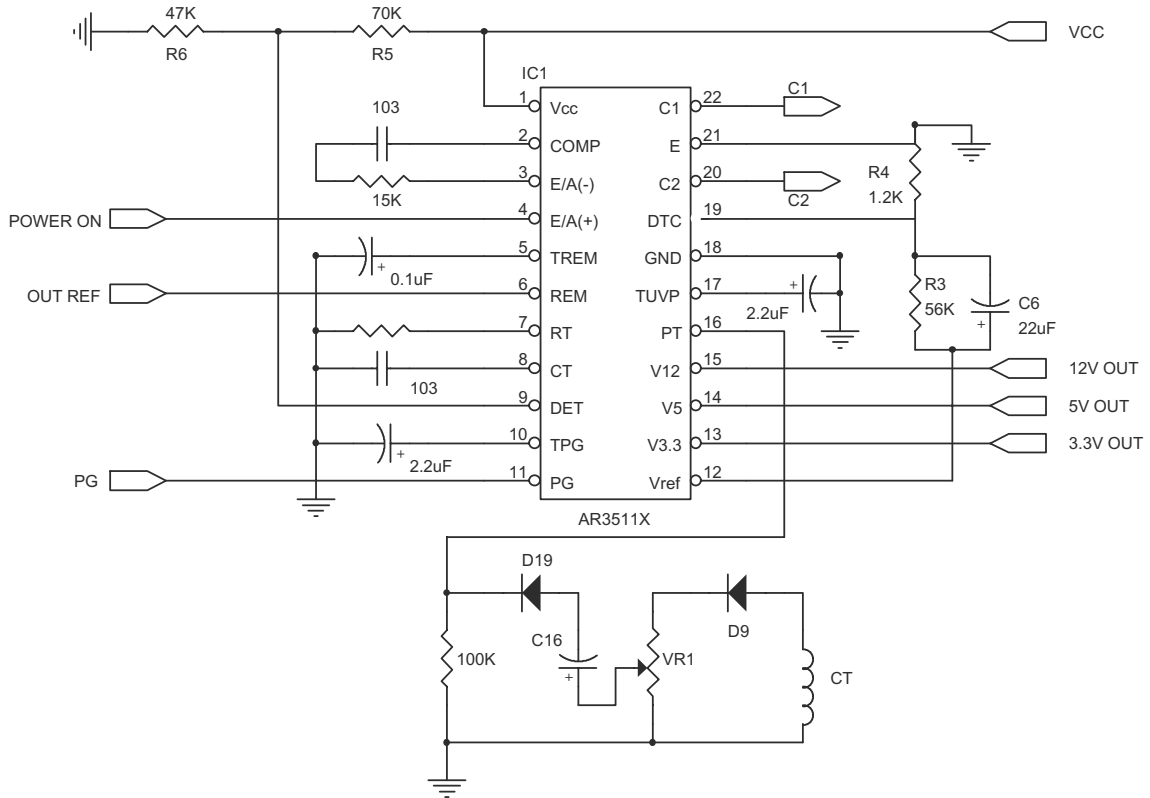 47K
70K
R6
R5
VCC
IC1
1
Vcc
C1
22
C1
103
2
COMP
E
21
3
E/A(-)
C2
20
C2
15K
R4
1.2K
POWER ON
4
E/A(+)
DTC
19
5
TREM
GND
18
+
0.1uF
OUT REF
6
REM
TUVP
17
+
2.2uF
R3
56K
C6
+
22uF
7
RT
PT
16
8
CT
V12
15
12V OUT
103
9
DET
V5
14
5V OUT
10
TPG
V3.3
13
3.3V OUT
+
2.2uF
PG
11
PG
Vref
12
AR3511X
D19
D9
C16
+
100K
VR1
CT